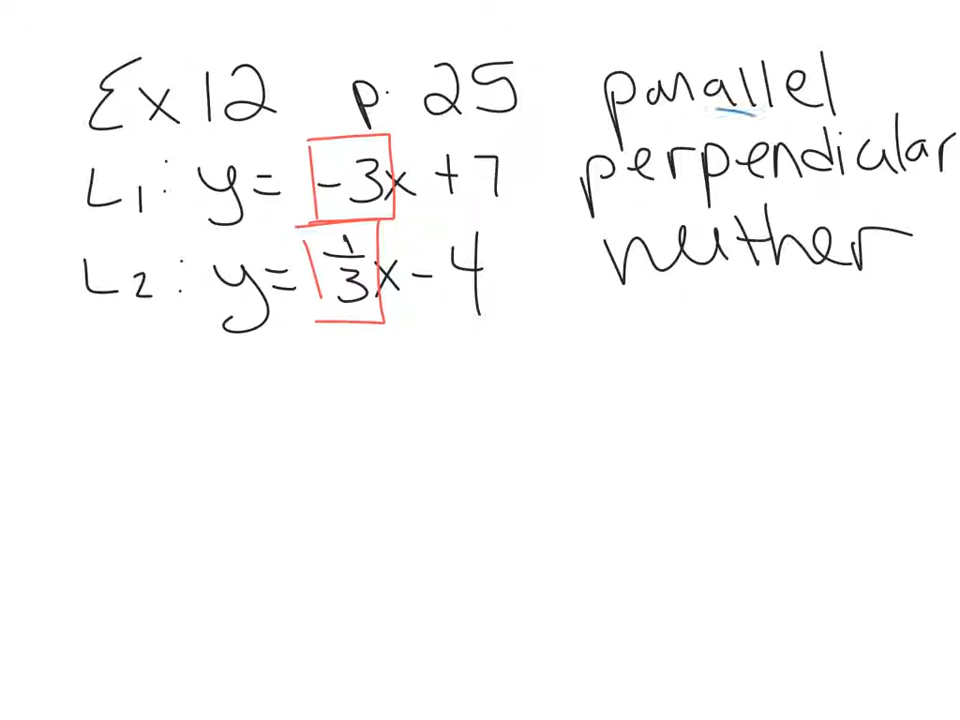 Ex 12 p. 25
L1: y = -3x + 7
L2: y = 1/3x - 4
parallel
perpendicular
neither